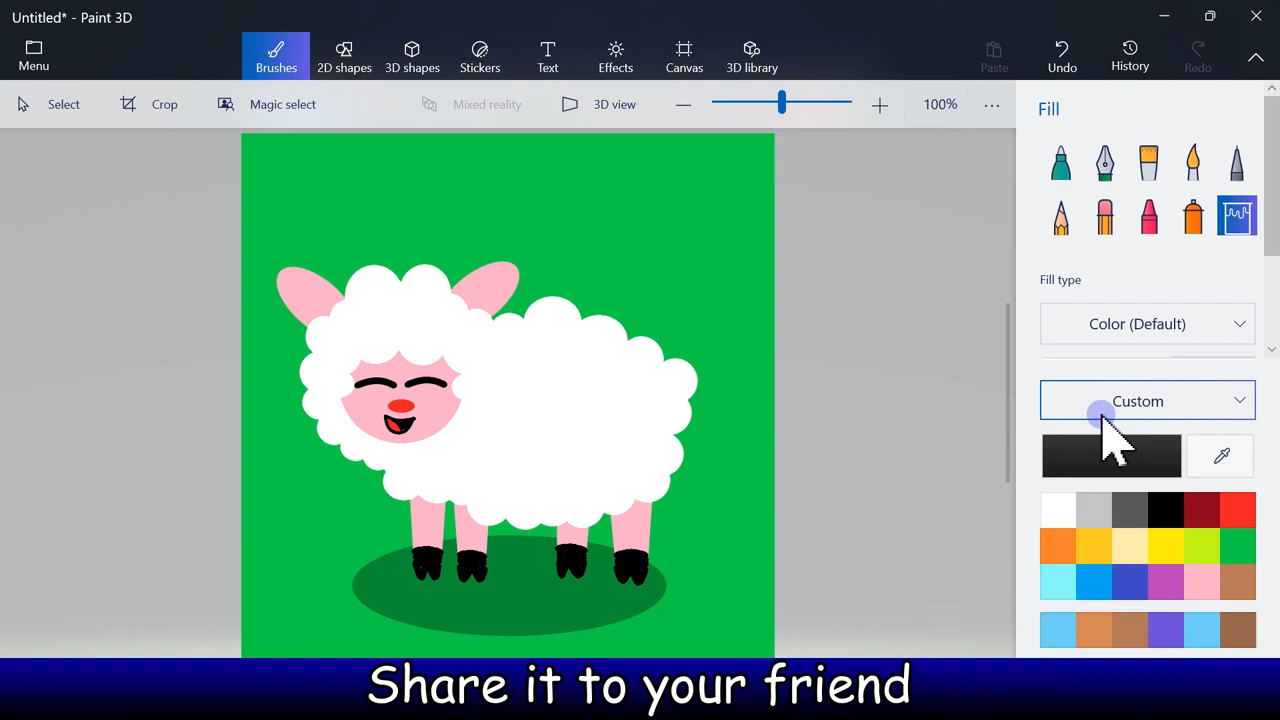 Untitled* - Paint 3D
Menu
Brushes
2D shapes
3D shapes
Stickers
Text
Effects
Canvas
3D library
Paste
Undo
History
Redo
Select
Crop
Magic select
Mixed reality
3D view
100%
Fill
Fill type
Color (Default)
Custom
Share it to your friend